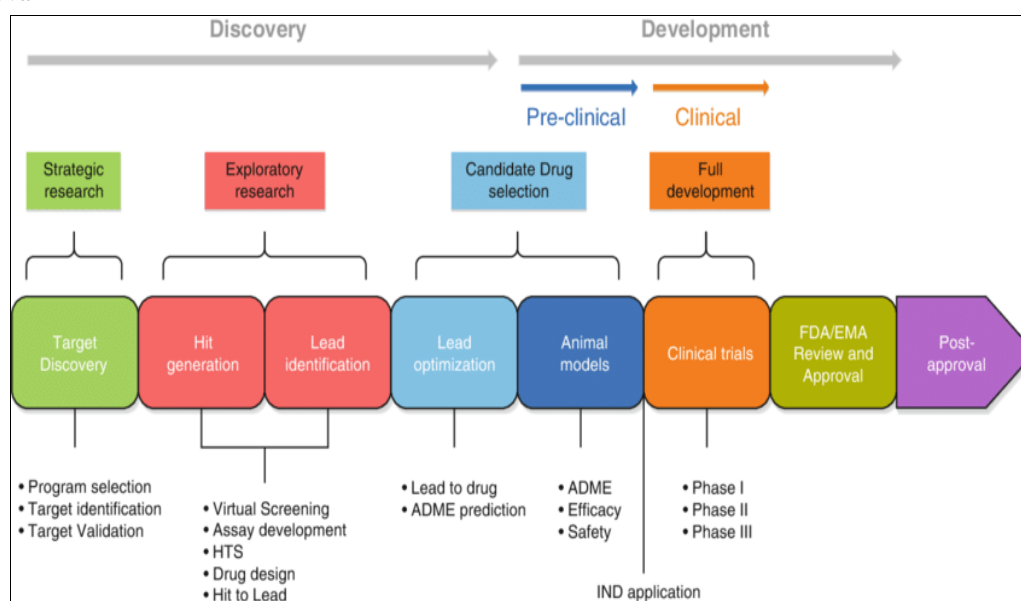 Discovery
Development
Pre-clinical
Clinical
Strategic
research
Exploratory
research
Candidate Drug
selection
Full
development
Target
Discovery
Hit
generation
Lead
identification
Lead
optimization
Animal
models
Clinical trials
FDA/EMA
Review and
Approval
Post-
approval
• Program selection
• Target identification
• Target Validation
• Virtual Screening
• Assay development
• HTS
• Drug design
• Hit to Lead
• Lead to drug
• ADME prediction
• ADME
• Efficacy
• Safety
• Phase I
• Phase II
• Phase III
IND application